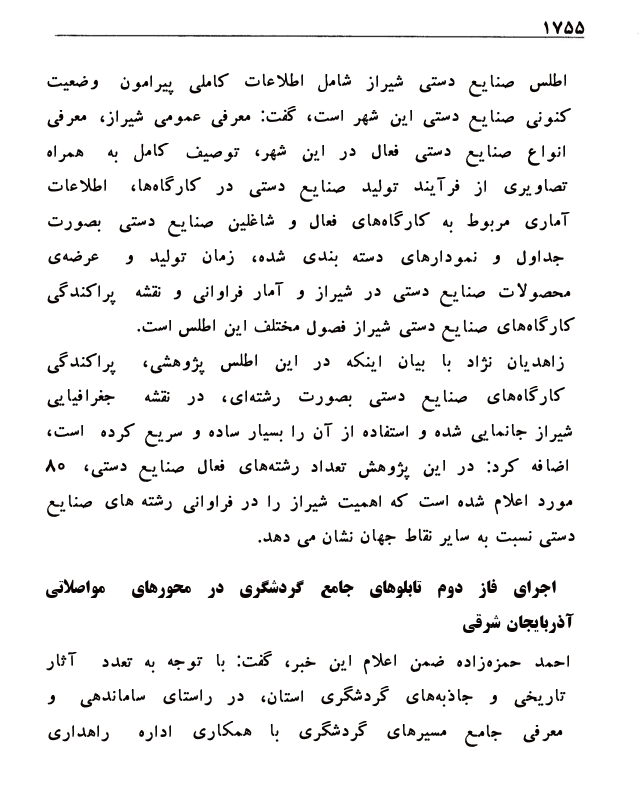 ۱۷۵۵
اطلس صنایع دستی شیراز شامل اطلاعات کاملی پیرامون وضعیت
کنونی صنایع دستی این شهر است، گفت: معرفی عمومی شیراز، معرفی
انواع صنایع دستی فعال در این شهر، توصیف کامل به همراه
تصاویری از فرآیند تولید صنایع دستی در کارگاه‌ها، اطلاعات
آماری مربوط به کارگاه‌های فعال و شاغلین صنایع دستی بصورت
جداول و نمودارهای دسته بندی شده، زمان تولید و عرضه‌ی
محصولات صنایع دستی در شیراز و آمار فراوانی و نقشه پراکندگی
کارگاه‌های صنایع دستی شیراز فصول مختلف این اطلس است.
زاهدیان نژاد با بیان اینکه در این اطلس پژوهشی، پراکندگی
کارگاه‌های صنایع دستی بصورت رشته‌ای، در نقشه جغرافیایی
شیراز جانمایی شده و استفاده از آن را بسیار ساده و سریع کرده است،
اضافه کرد: در این پژوهش تعداد رشته‌های فعال صنایع دستی، ۸۰
مورد اعلام شده است که اهمیت شیراز را در فراوانی رشته های صنایع
دستی نسبت به سایر نقاط جهان نشان می دهد.
اجرای فاز دوم تابلوهای جامع گردشگری در محورهای مواصلاتی
آذربایجان شرقی
احمد حمزه‌زاده ضمن اعلام این خبر، گفت: با توجه به تعدد آثار
تاریخی و جاذبه‌های گردشگری استان، در راستای ساماندهی و
معرفی جامع مسیرهای گردشگری با همکاری اداره راهداری